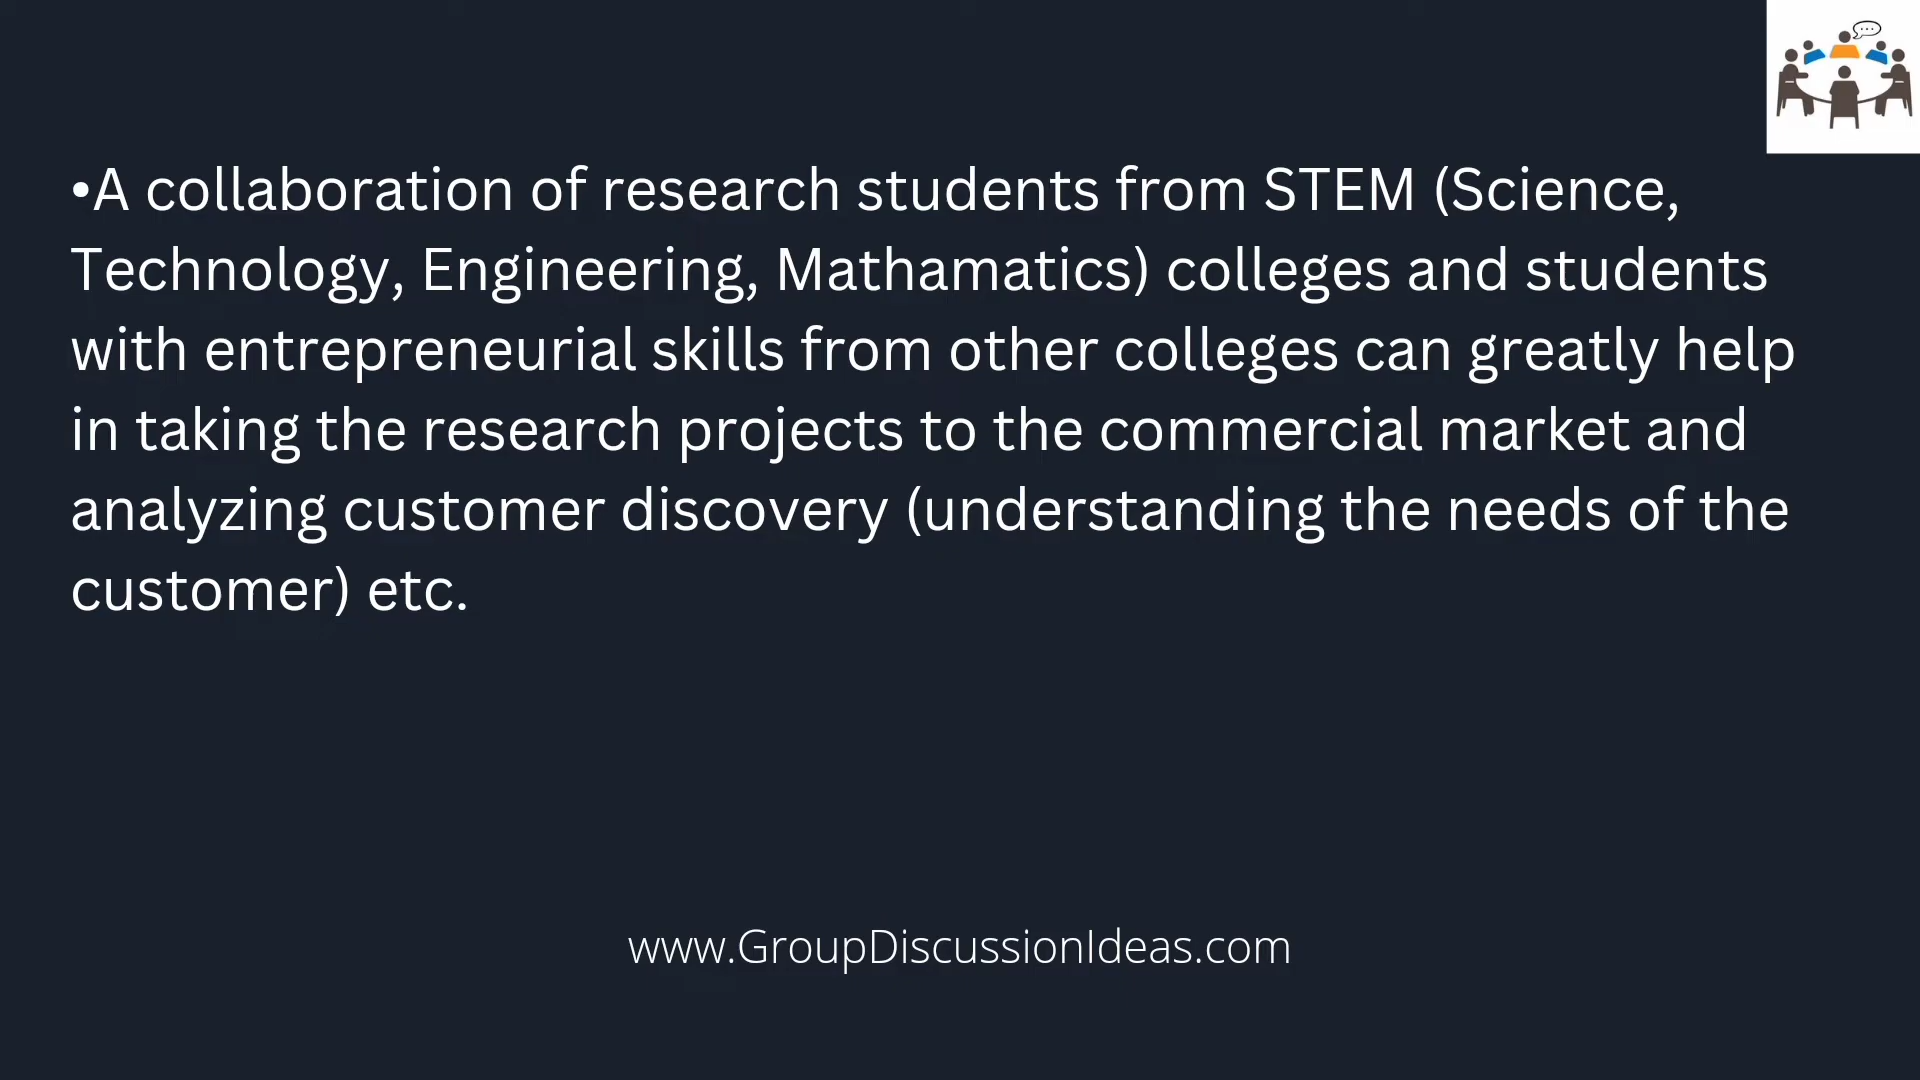 •A collaboration of research students from STEM (Science,
Technology, Engineering, Mathamatics) colleges and students
with entrepreneurial skills from other colleges can greatly help
in taking the research projects to the commercial market and
analyzing customer discovery (understanding the needs of the
customer) etc.
www.GroupDiscussionIdeas.com